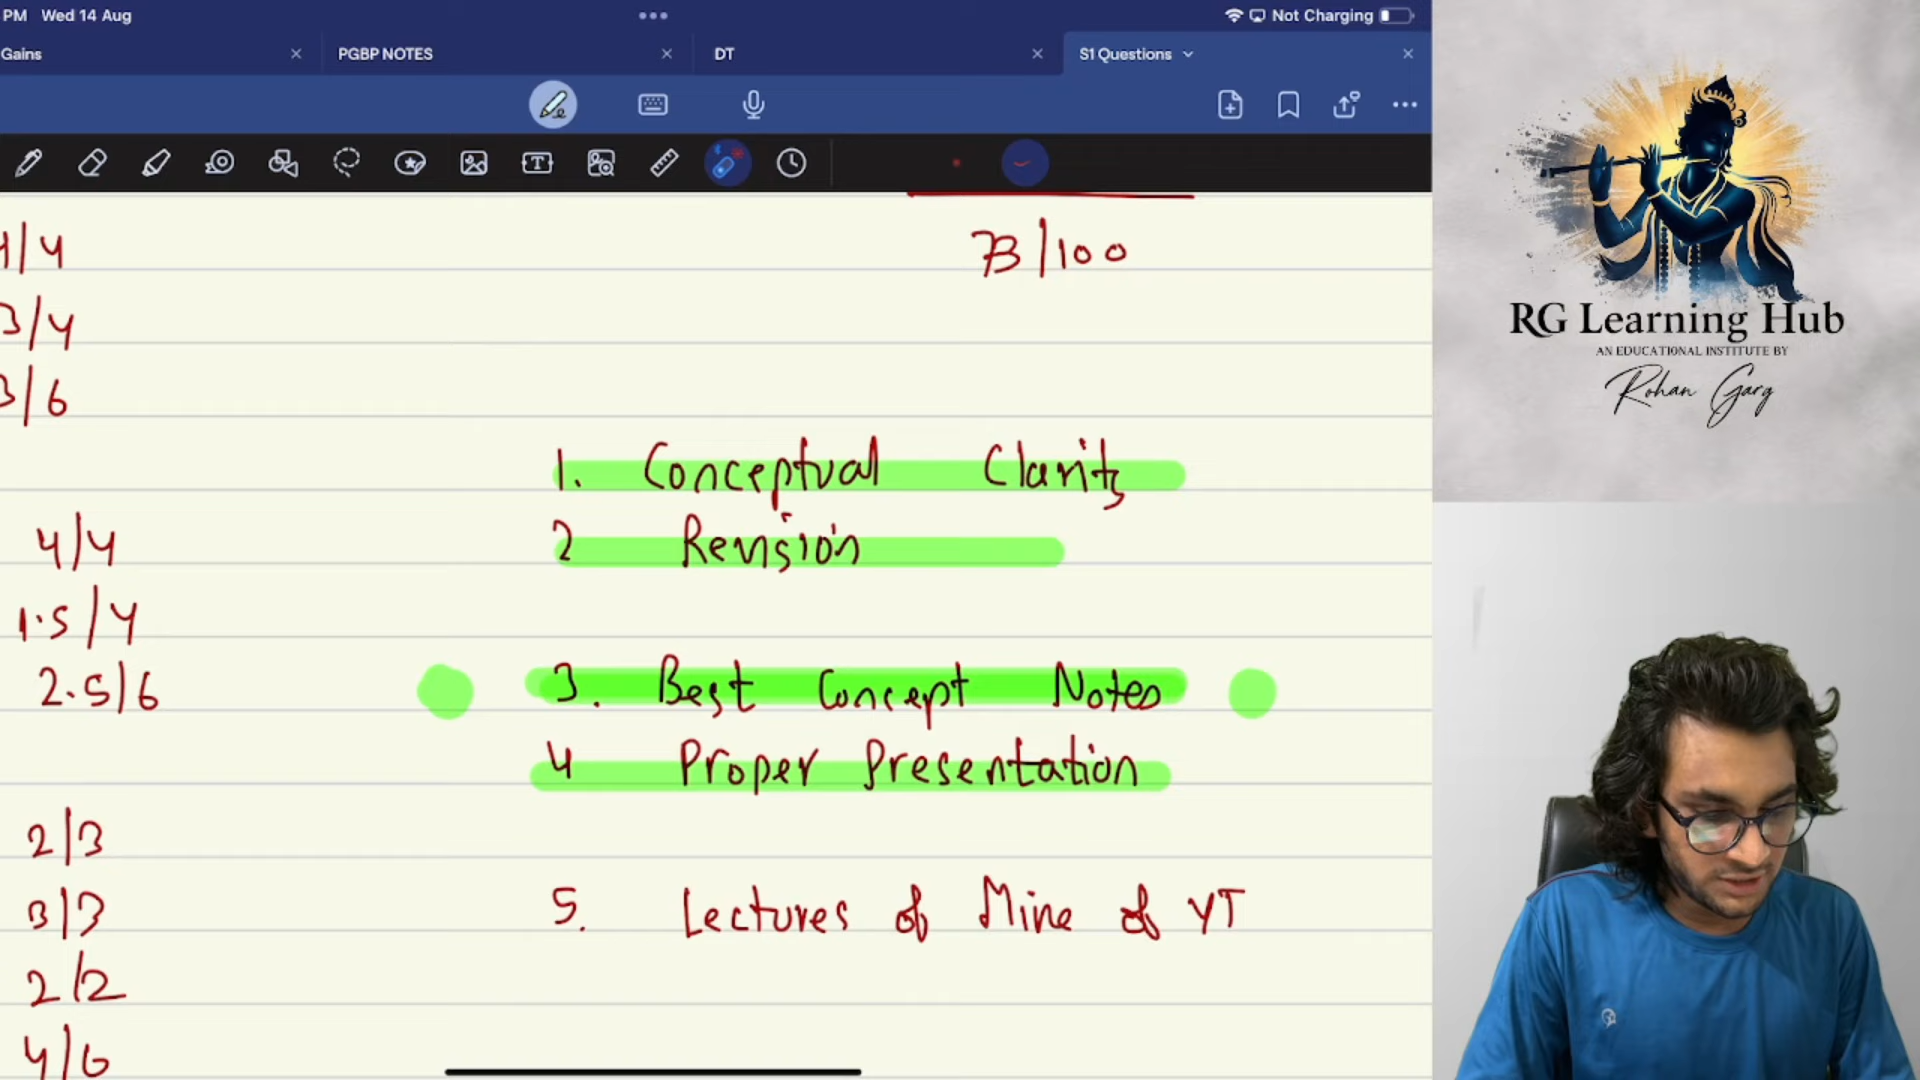 PM Wed 14 Aug
Not Charging
Gains
PGBP NOTES
DT
S1 Questions
73/100
4/4
3/4
3/6
1. Conceptual Clarity
4/4
2 Revision
1.5/4
2.5/6
3. Best Concept Notes
4 Proper Presentation
2/3
3/3
5. Lectures of Mine of YT
2/2
4/6
RG Learning Hub
AN EDUCATIONAL INSTITUTE BY
Rohan Garg